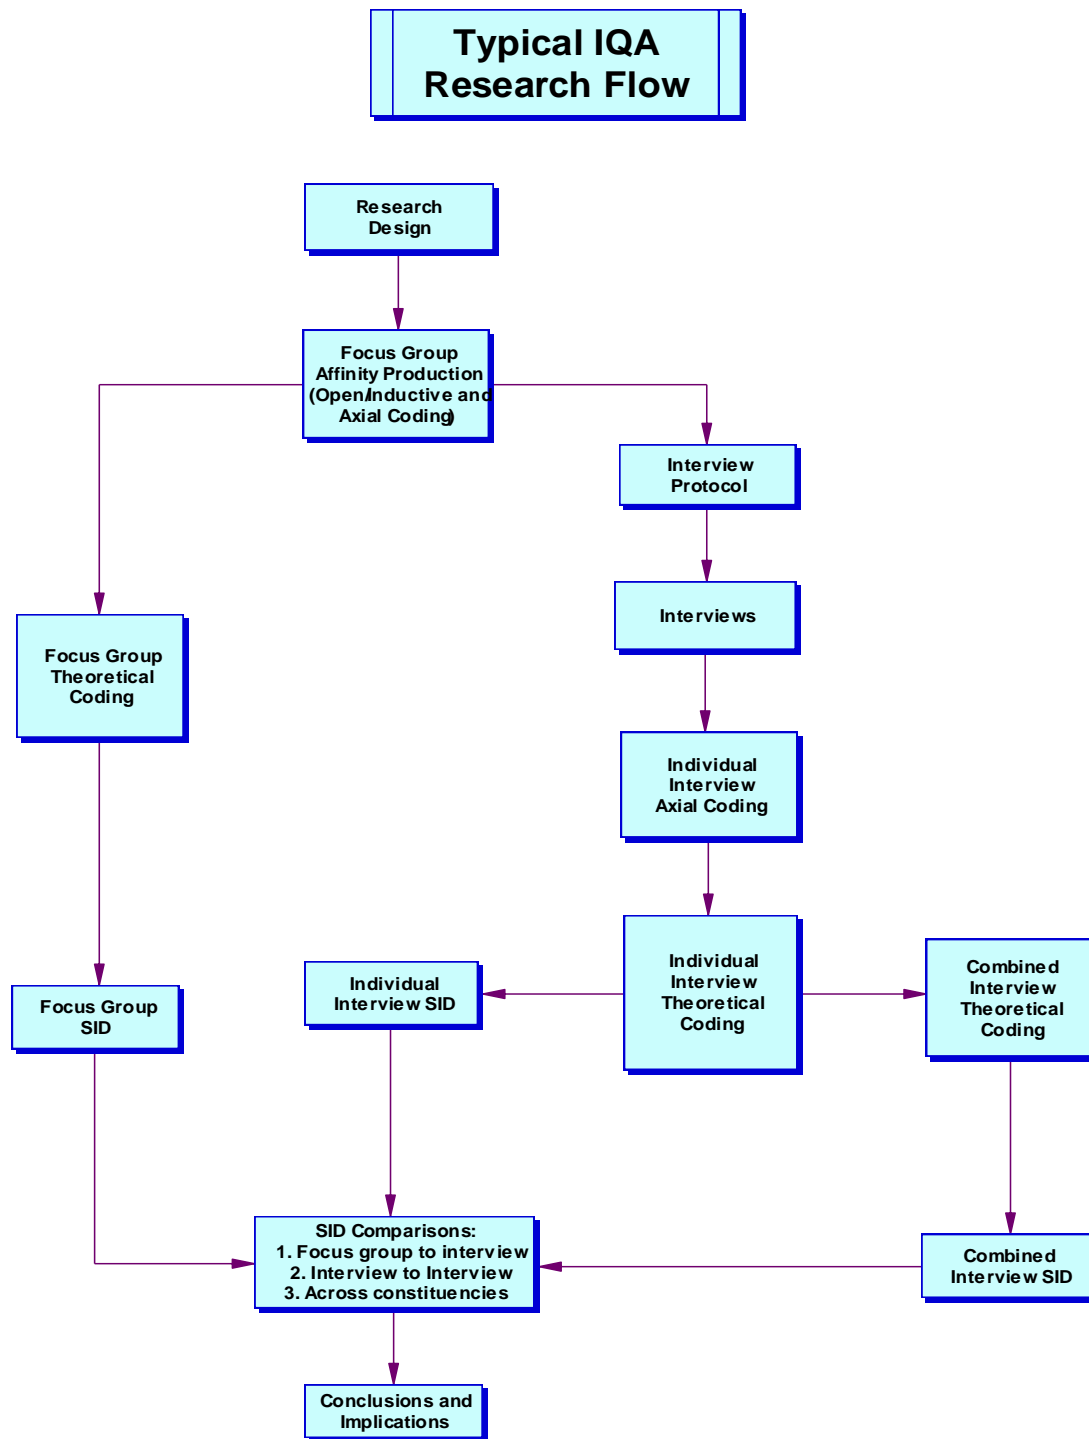 Typical IQA
Research Flow
Research
Design
Focus Group
Affinity Production
(Open/Inductive and
Axial Coding)
Interview
Protocol
Interviews
Focus Group
Theoretical
Coding
Individual
Interview
Axial Coding
Individual
Interview
Theoretical
Coding
Individual
Interview SID
Combined
Interview
Theoretical
Coding
Focus Group
SID
SID Comparisons:
1. Focus group to interview
2. Interview to Interview
3. Across constituencies
Combined
Interview SID
Conclusions and
Implications